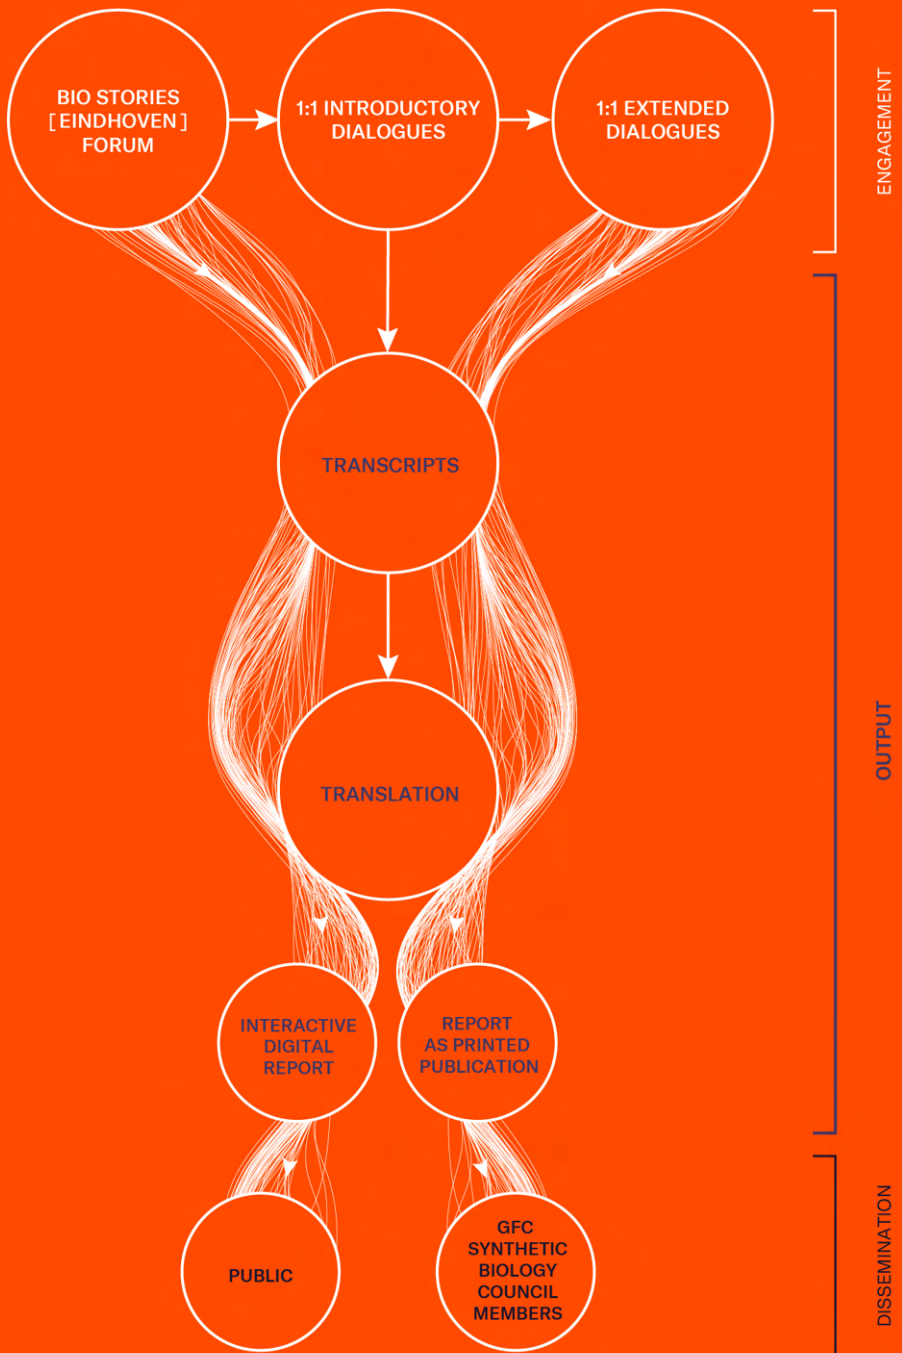 BIO STORIES
[ EINDHOVEN ]
FORUM
1:1 INTRODUCTORY
DIALOGUES
1:1 EXTENDED
DIALOGUES
ENGAGEMENT
TRANSCRIPTS
TRANSLATION
OUTPUT
INTERACTIVE
DIGITAL
REPORT
REPORT
AS PRINTED
PUBLICATION
PUBLIC
GFC
SYNTHETIC
BIOLOGY
COUNCIL
MEMBERS
DISSEMINATION